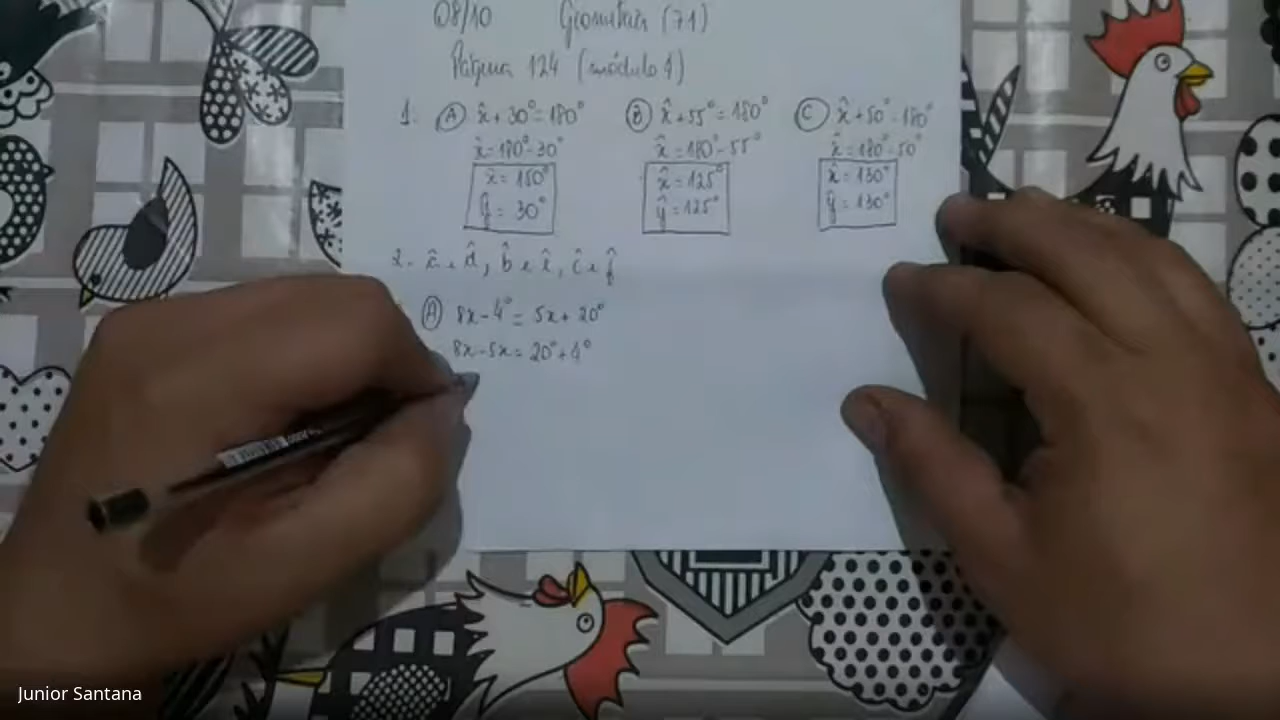 08/10 Geometria (71)
Página 124 (módulo 4)
1. A x̂ + 30° = 180°
x̂ = 180° - 30°
x̂ = 150°
ŷ = 30°
B x̂ + 55° = 180°
x̂ = 180° - 55°
x̂ = 125°
ŷ = 125°
C x̂ + 50° = 180°
x̂ = 180° - 50°
x̂ = 130°
ŷ = 130°
2. â e d̂, b̂ e ê, ĉ e f̂
A 8x - 4° = 5x + 20°
8x - 5x = 20° + 4°
Junior Santana